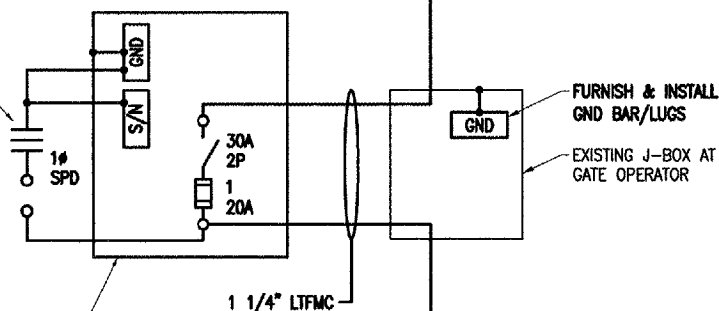 GND
S/N
1ø
SPD
30A
2P
1
20A
1 1/4" LTFMC
GND
FURNISH & INSTALL
GND BAR/LUGS
EXISTING J-BOX AT
GATE OPERATOR